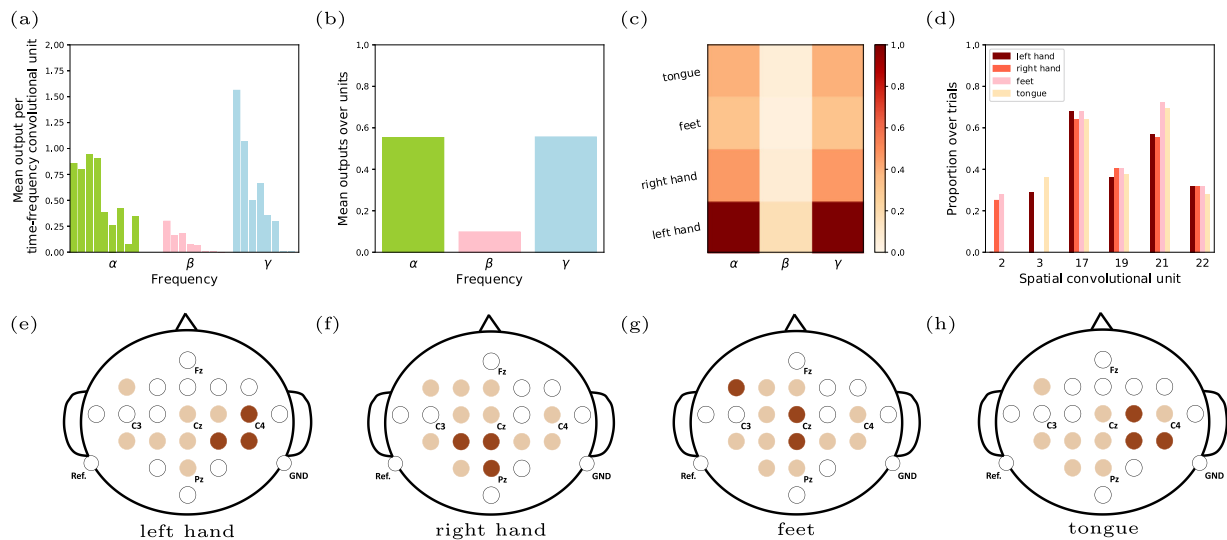 (a)
Mean output per
time-frequency convolutional unit
2.00
1.75
1.50
1.25
1.00
0.75
0.50
0.25
0.00
α β γ
Frequency
(b)
Mean outputs over units
1.0
0.8
0.6
0.4
0.2
0.0
α β γ
Frequency
(c)
tongue
feet
right hand
left hand
α β γ
1.0
0.8
0.6
0.4
0.2
0.0
(d)
Proportion over trials
1.0
0.8
0.6
0.4
0.2
0.0
left hand
right hand
feet
tongue
2 3 17 19 21 22
Spatial convolutional unit
(e)
Fz
C3 Cz C4
Ref. Pz GND
left hand
(f)
Fz
C3 Cz C4
Ref. Pz GND
right hand
(g)
Fz
C3 Cz C4
Ref. Pz GND
feet
(h)
Fz
C3 Cz C4
Ref. Pz GND
tongue